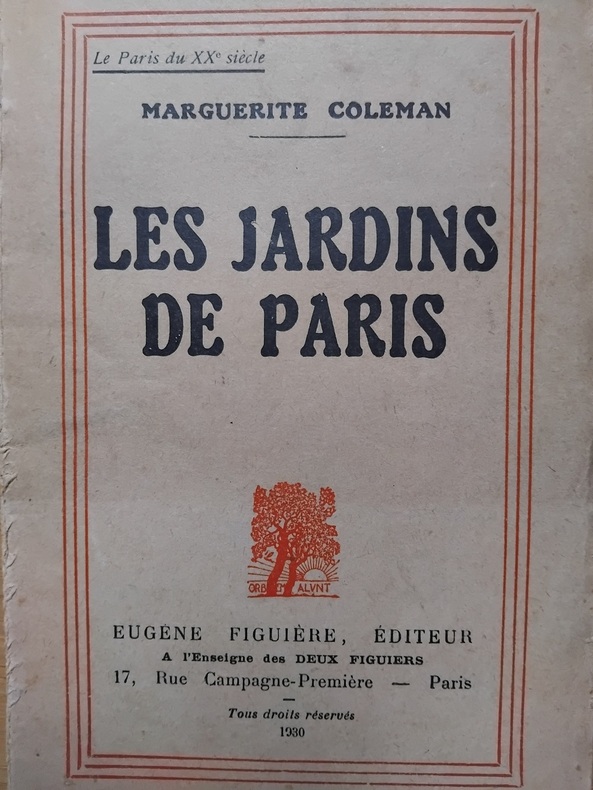 Le Paris du XXe siècle
MARGUERITE COLEMAN
LES JARDINS
DE PARIS
ALVNT
EUGÈNE FIGUIÈRE, ÉDITEUR
A l'Enseigne des DEUX FIGUIERS
17, Rue Campagne-Première — Paris
Tous droits réservés
1930